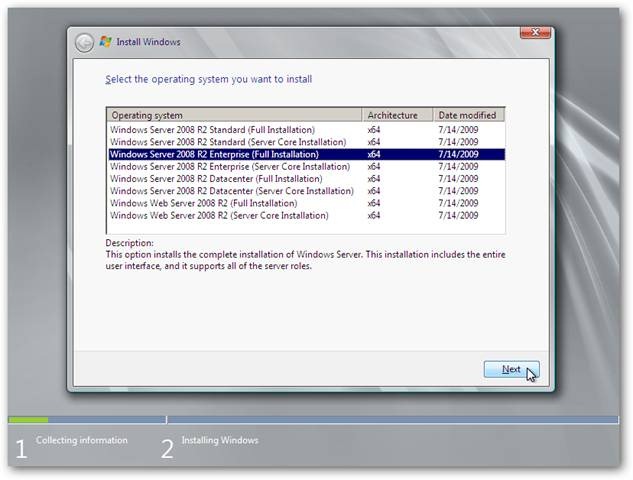 Install Windows
Select the operating system you want to install
Operating system Architecture Date modified
Windows Server 2008 R2 Standard (Full Installation) x64 7/14/2009
Windows Server 2008 R2 Standard (Server Core Installation) x64 7/14/2009
Windows Server 2008 R2 Enterprise (Full Installation) x64 7/14/2009
Windows Server 2008 R2 Enterprise (Server Core Installation) x64 7/14/2009
Windows Server 2008 R2 Datacenter (Full Installation) x64 7/14/2009
Windows Server 2008 R2 Datacenter (Server Core Installation) x64 7/14/2009
Windows Web Server 2008 R2 (Full Installation) x64 7/14/2009
Windows Web Server 2008 R2 (Server Core Installation) x64 7/14/2009
Description:
This option installs the complete installation of Windows Server. This installation includes the entire
user interface, and it supports all of the server roles.
Next
1 Collecting information 2 Installing Windows